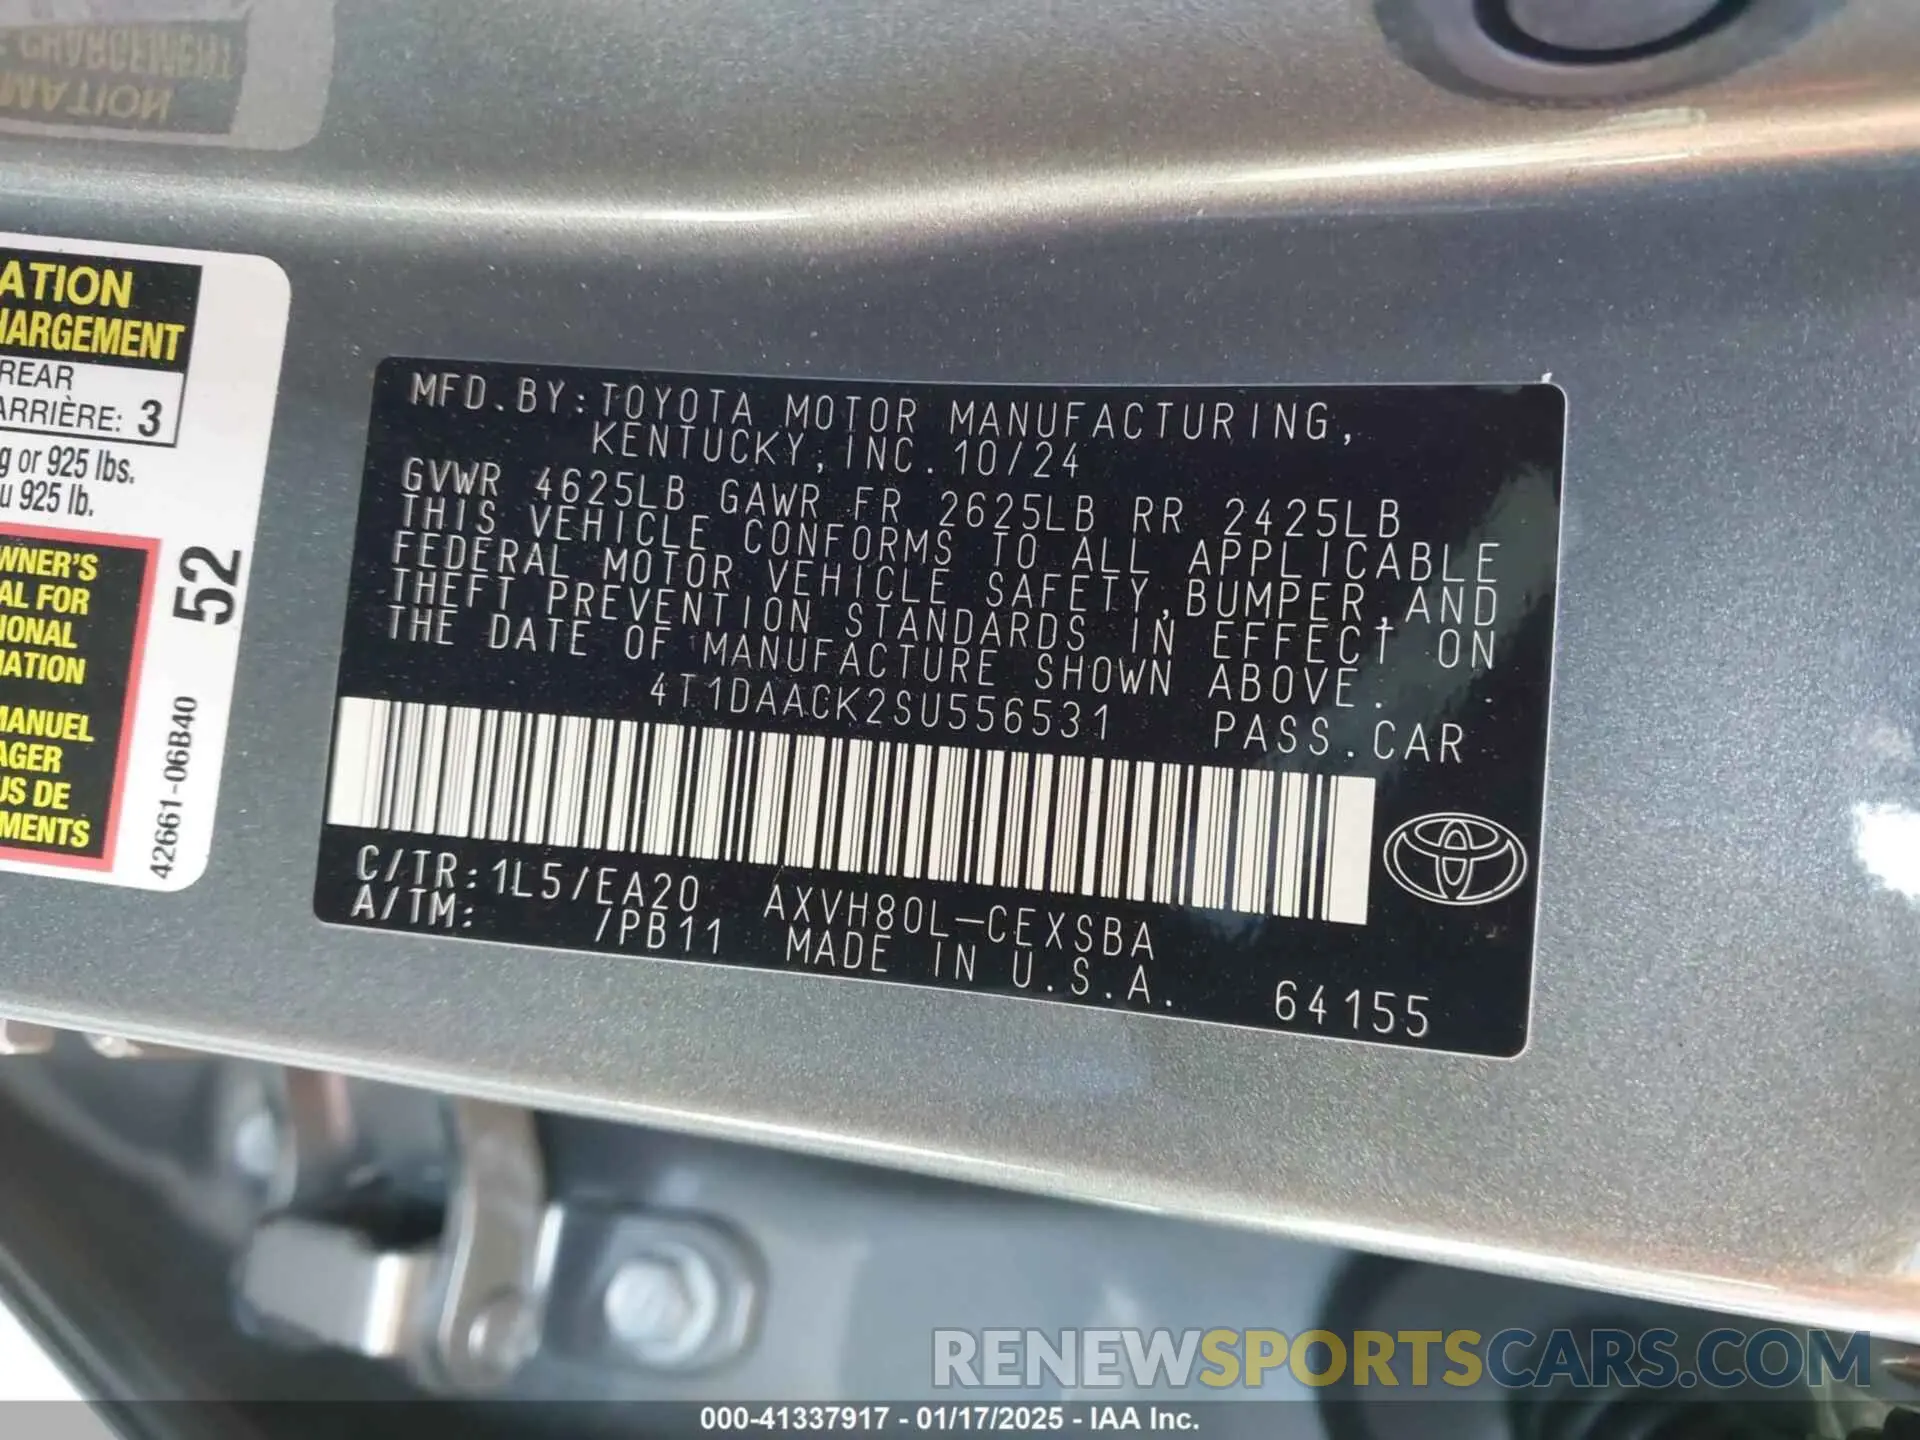 CHARGEMENT
MATION
ATION
HARGEMENT
REAR
ARRIÈRE: 3
g or 925 lbs.
u 925 lb.
WNER'S
AL FOR
IONAL
MATION
MANUEL
AGER
US DE
MENTS
52
42661-06B40
MFD.BY:TOYOTA MOTOR MANUFACTURING,
KENTUCKY,INC.10/24
GVWR 4625LB GAWR FR 2625LB RR 2425LB
THIS VEHICLE CONFORMS TO ALL APPLICABLE
FEDERAL MOTOR VEHICLE SAFETY,BUMPER,AND
THEFT PREVENTION STANDARDS IN EFFECT ON
THE DATE OF MANUFACTURE SHOWN ABOVE.
4T1DAACK2SU556531 PASS.CAR
C/TR:1L5/EA20 AXVH80L-CEXSBA
A/TM: /PB11 MADE IN U.S.A.
64155
RENEWSPORTSCARS.COM
000-41337917 - 01/17/2025 - IAA Inc.